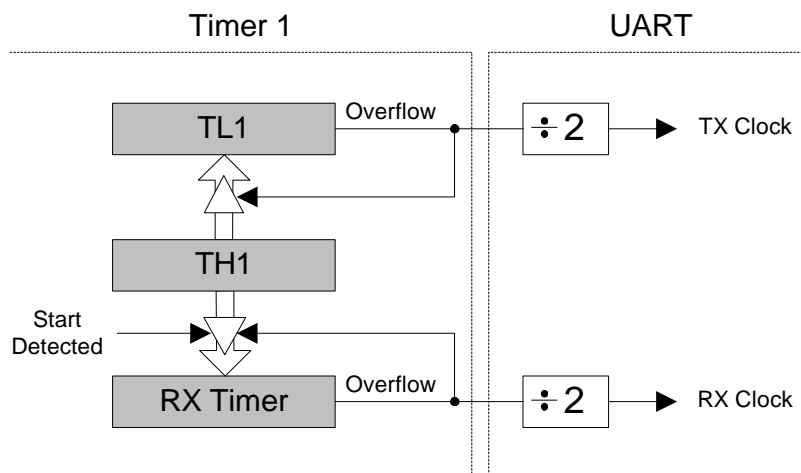 Timer 1
UART
TL1
Overflow
÷ 2
TX Clock
TH1
Start
Detected
RX Timer
Overflow
÷ 2
RX Clock